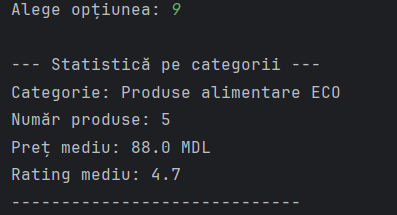 Alege opțiunea: 9
--- Statistică pe categorii ---
Categorie: Produse alimentare ECO
Număr produse: 5
Preț mediu: 88.0 MDL
Rating mediu: 4.7
-----------------------------